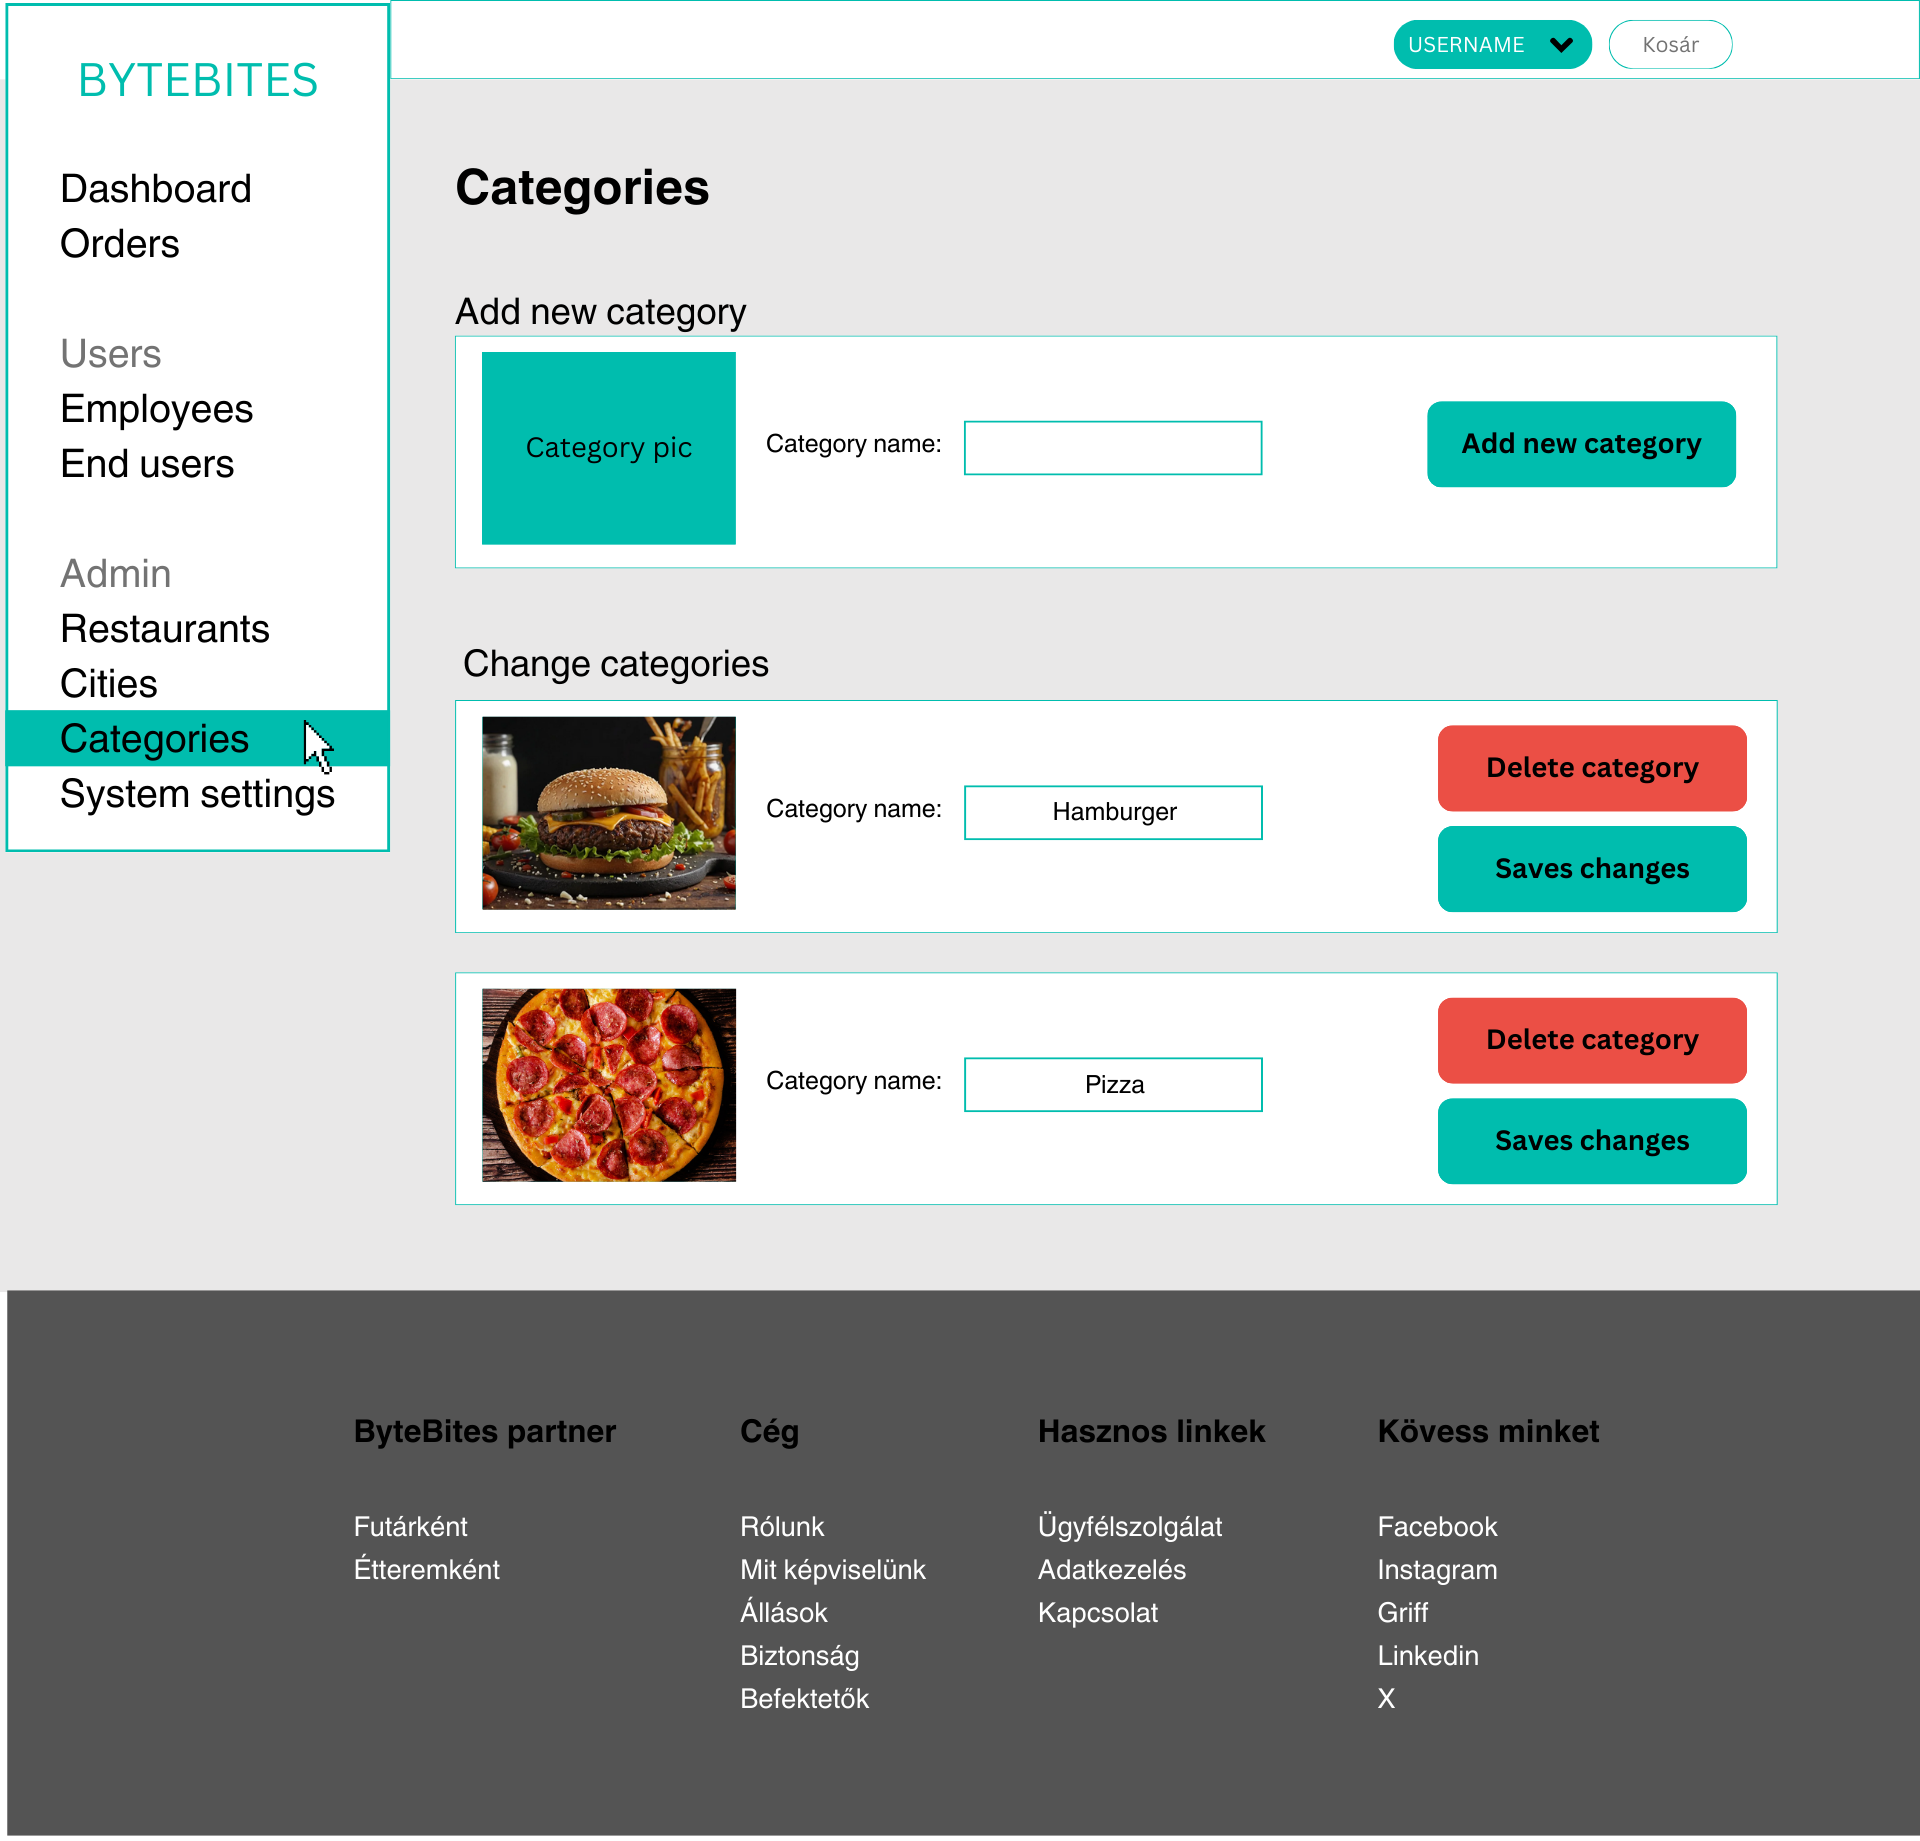 BYTEBITES
USERNAME
Kosár
Dashboard
Orders
Users
Employees
End users
Admin
Restaurants
Cities
Categories
System settings
Categories
Add new category
Category pic
Category name:
Add new category
Change categories
Category name:
Hamburger
Delete category
Saves changes
Category name:
Pizza
Delete category
Saves changes
ByteBites partner
Futárként
Étteremként
Cég
Rólunk
Mit képviselünk
Állások
Biztonság
Befektetők
Hasznos linkek
Ügyfélszolgálat
Adatkezelés
Kapcsolat
Kövess minket
Facebook
Instagram
Griff
Linkedin
X